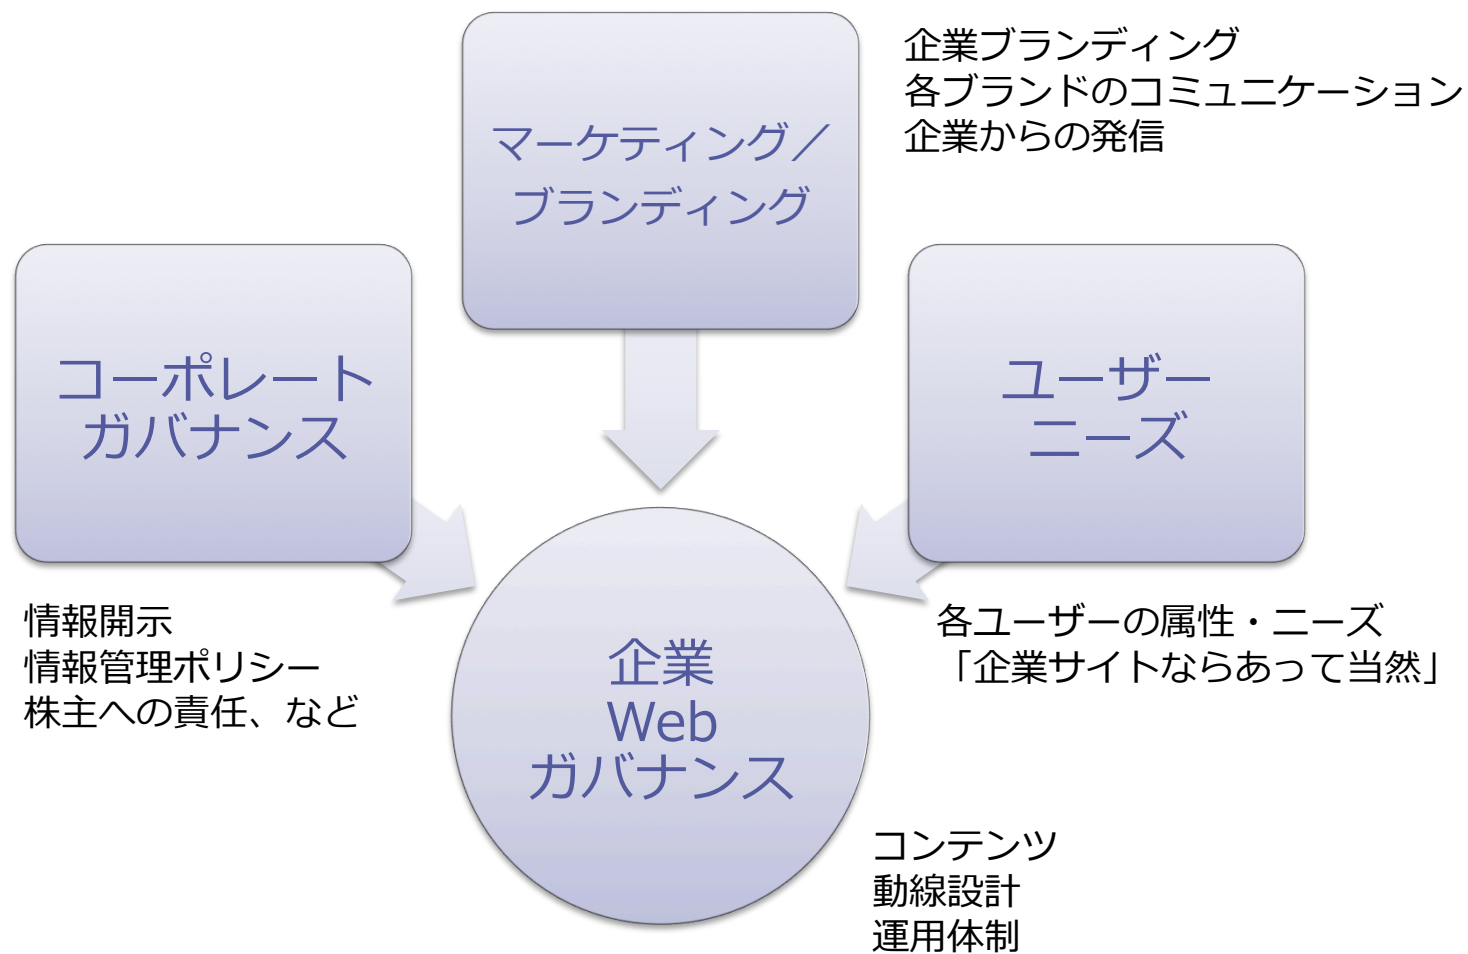 マーケティング／
ブランディング
企業ブランディング
各ブランドのコミュニケーション
企業からの発信
コーポレート
ガバナンス
情報開示
情報管理ポリシー
株主への責任、など
ユーザー
ニーズ
各ユーザーの属性・ニーズ
「企業サイトならあって当然」
企業
Web
ガバナンス
コンテンツ
動線設計
運用体制